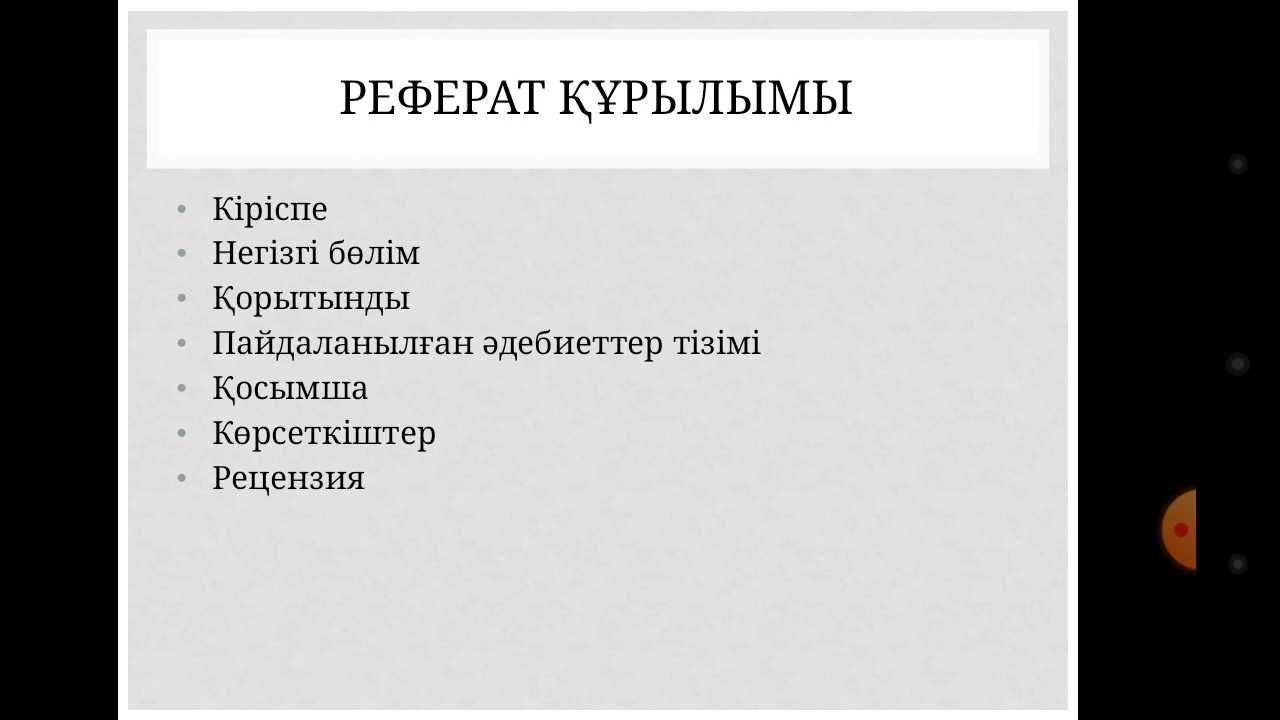 РЕФЕРАТ ҚҰРЫЛЫМЫ
• Кіріспе
• Негізгі бөлім
• Қорытынды
• Пайдаланылған әдебиеттер тізімі
• Қосымша
• Көрсеткіштер
• Рецензия